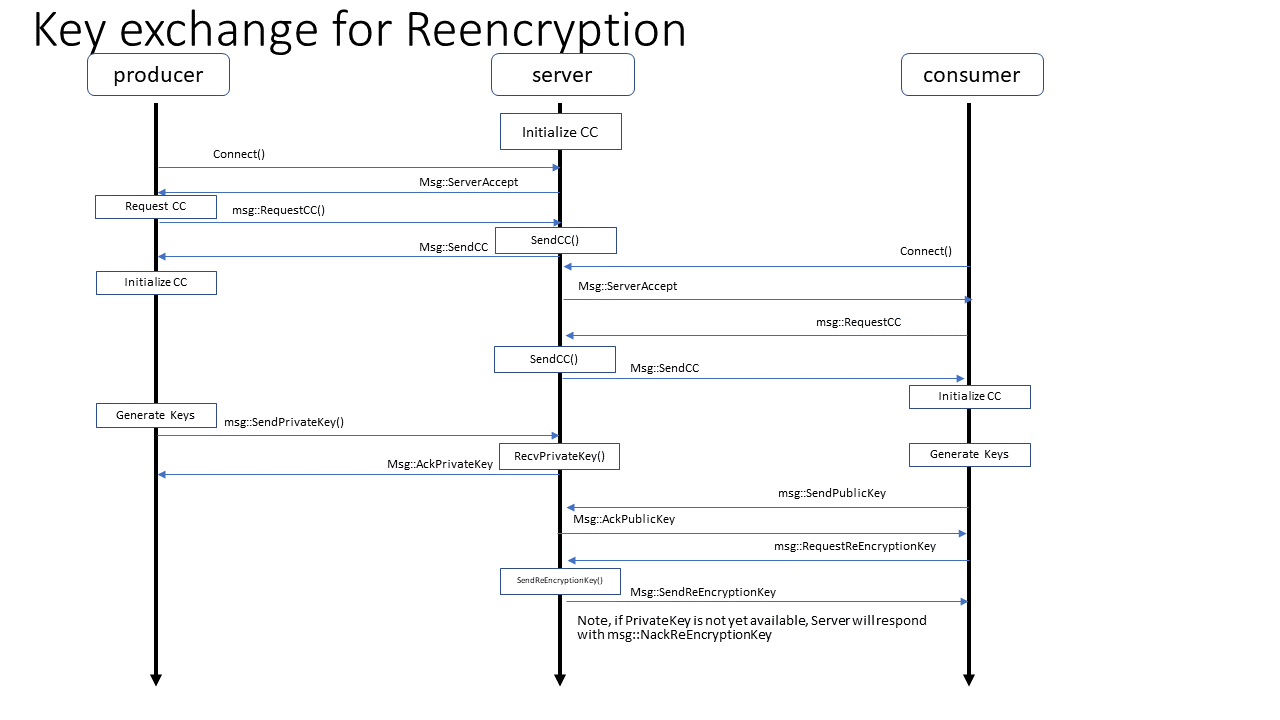 Key exchange for Reencryption
producer
server
consumer
Initialize CC
Connect()
Msg::ServerAccept
Request CC
msg::RequestCC()
SendCC()
Msg::SendCC
Connect()
Initialize CC
Msg::ServerAccept
msg::RequestCC
SendCC()
Msg::SendCC
Initialize CC
Generate Keys
msg::SendPrivateKey()
RecvPrivateKey()
Generate Keys
Msg::AckPrivateKey
msg::SendPublicKey
Msg::AckPublicKey
msg::RequestReEncryptionKey
SendReEncryptionKey()
Msg::SendReEncryptionKey
Note, if PrivateKey is not yet available, Server will respond
with msg::NackReEncryptionKey